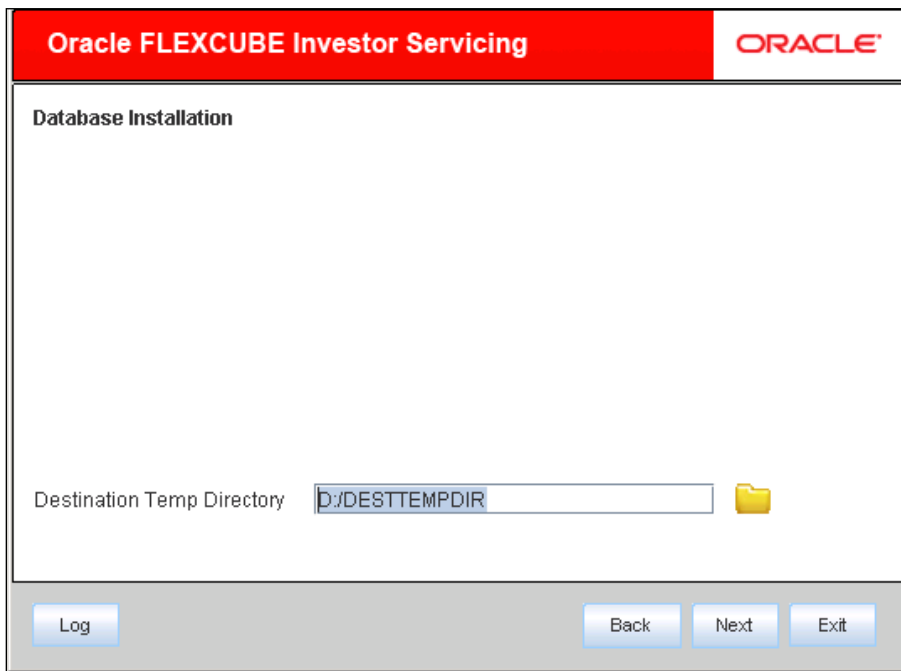 Oracle FLEXCUBE Investor Servicing
ORACLE®
Database Installation
Destination Temp Directory
D:/DESTTEMPDIR
Log
Back
Next
Exit